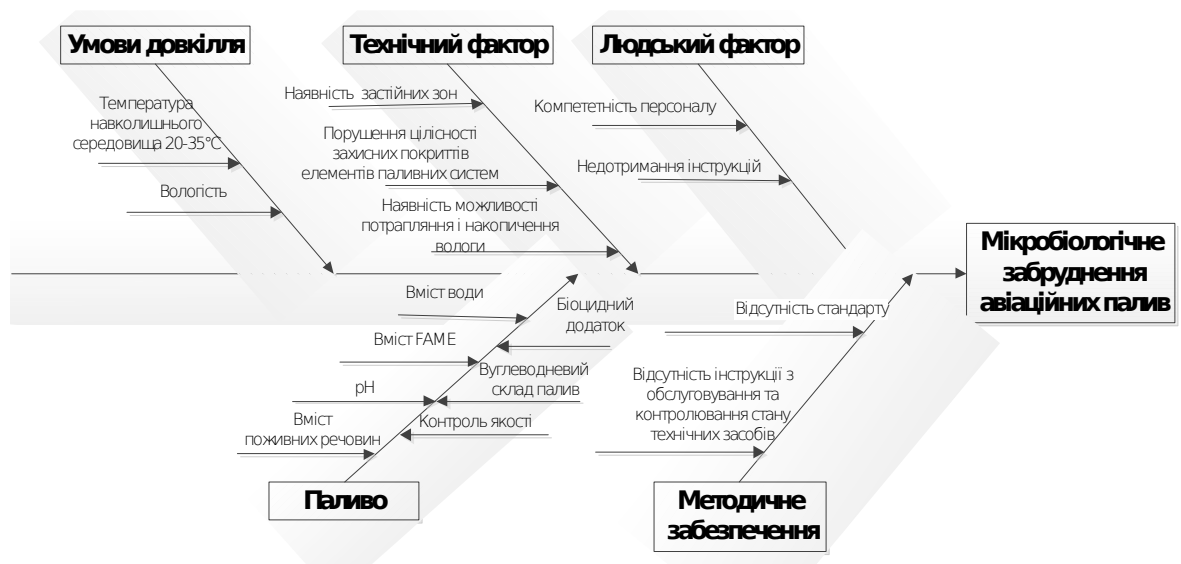 Умови довкілля
Технічний фактор
Людський фактор
Температура
навколишнього
середовища 20-35°С
Вологість
Наявність застійних зон
Порушення цілісності
захисних покриттів
елементів паливних систем
Наявність можливості
потрапляння і накопичення
вологи
Компететність персоналу
Недотримання інструкцій
Мікробіологічне
забруднення
авіаційних палив
Вміст води
Біоцидний
додаток
Вміст FAME
Вуглеводневий
склад палив
pH
Контроль якості
Вміст
поживних речовин
Відсутність стандарту
Відсутність інструкції з
обслуговування та
контролювання стану
технічних засобів
Паливо
Методичне
забезпечення